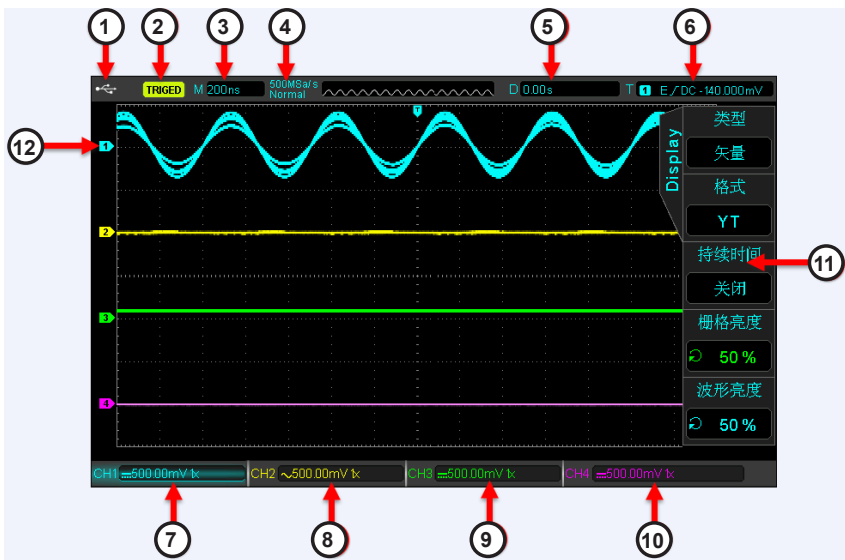 1 2 3 4 5 6
TRIGED M 200ns 500MSa/s D 0.00s T 1 E DC -140.000mV
Normal
T
12 1
2
3
4
Display
类型
矢量
格式
YT
持续时间 11
关闭
栅格亮度
50 %
波形亮度
50 %
CH1 500.00mV 1x CH2 500.00mV 1x CH3 500.00mV 1x CH4 500.00mV 1x
7 8 9 10